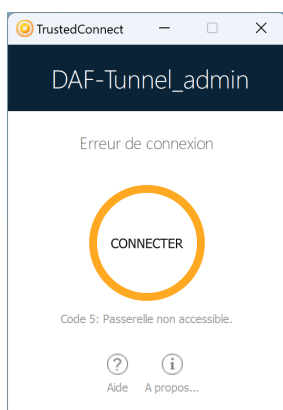 TrustedConnect
DAF-Tunnel_admin
Erreur de connexion
CONNECTER
Code 5: Passerelle non accessible.
Aide A propos...